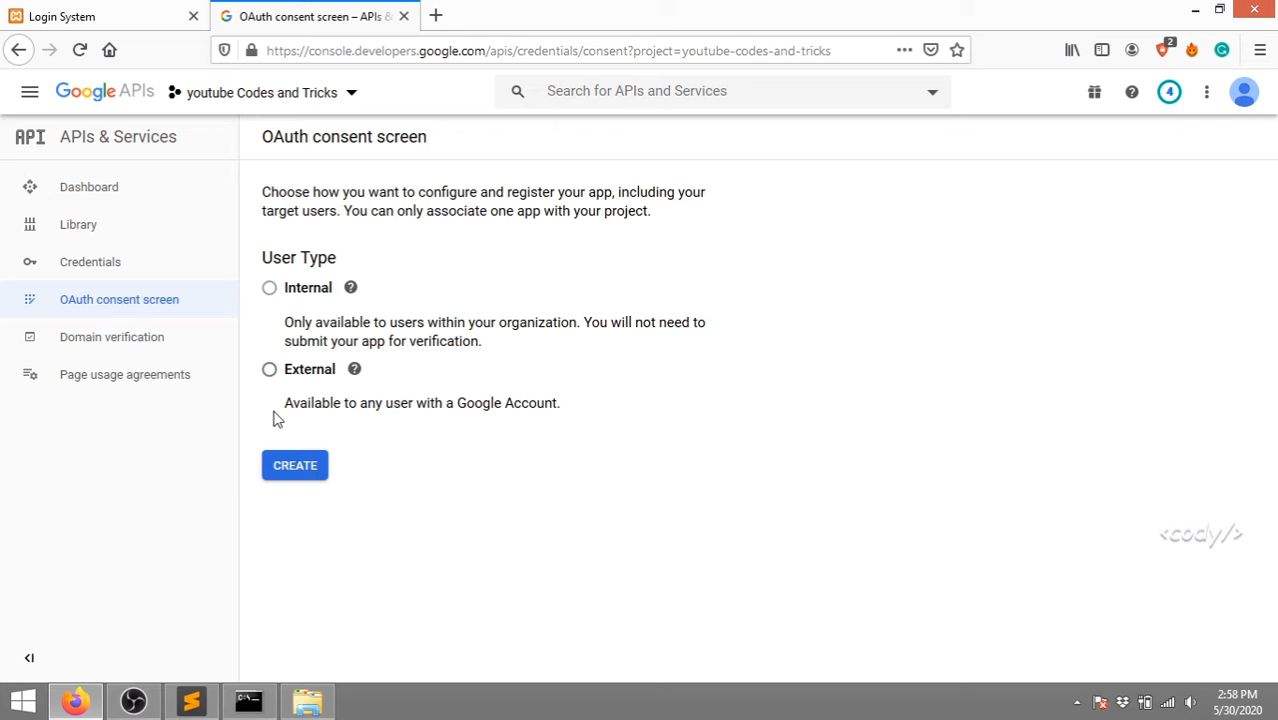 Login System
OAuth consent screen – APIs &
https://console.developers.google.com/apis/credentials/consent?project=youtube-codes-and-tricks
2
Google APIs
youtube Codes and Tricks
Search for APIs and Services
4
API APIs & Services
OAuth consent screen
Dashboard
Library
Credentials
OAuth consent screen
Domain verification
Page usage agreements
Choose how you want to configure and register your app, including your
target users. You can only associate one app with your project.
User Type
Internal
Only available to users within your organization. You will not need to
submit your app for verification.
External
Available to any user with a Google Account.
CREATE
<cody/>
2:58 PM
5/30/2020